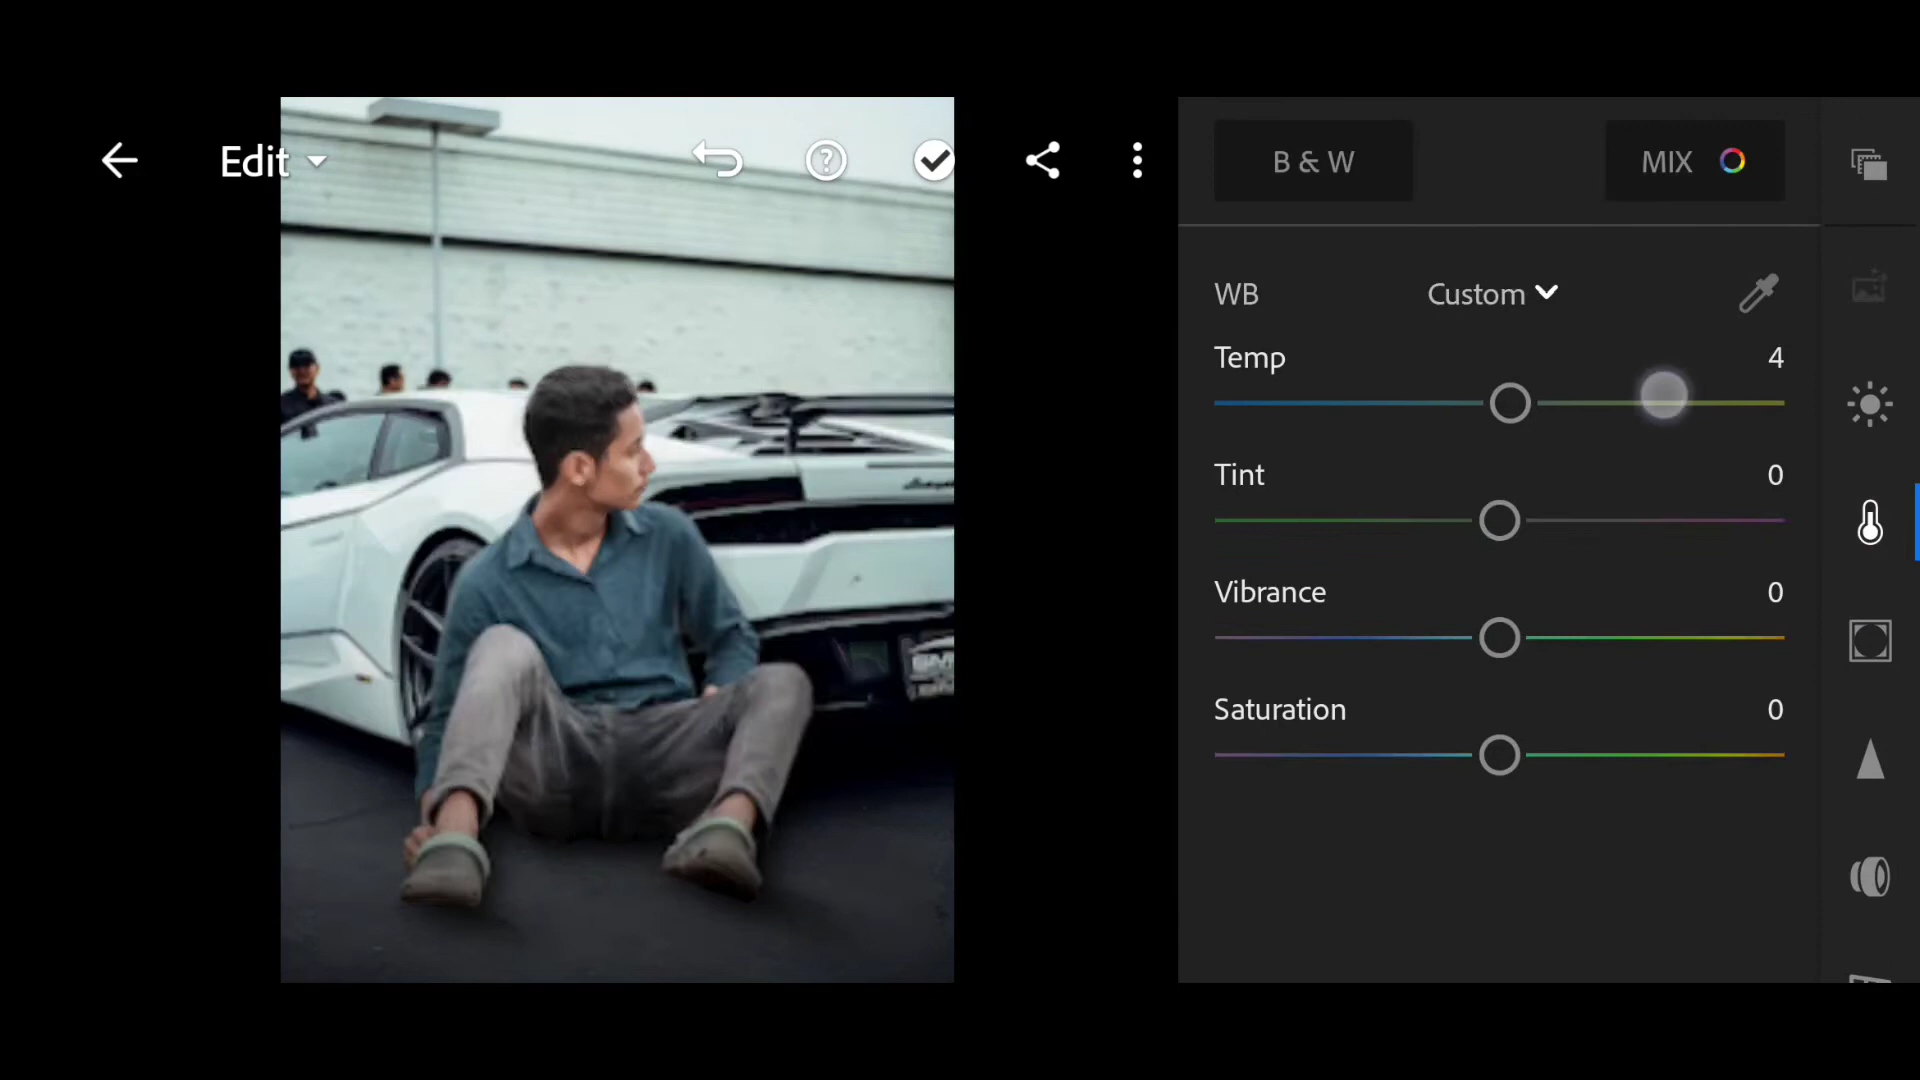 Edit
B & W
MIX
WB
Custom
Temp
4
Tint
0
Vibrance
0
Saturation
0